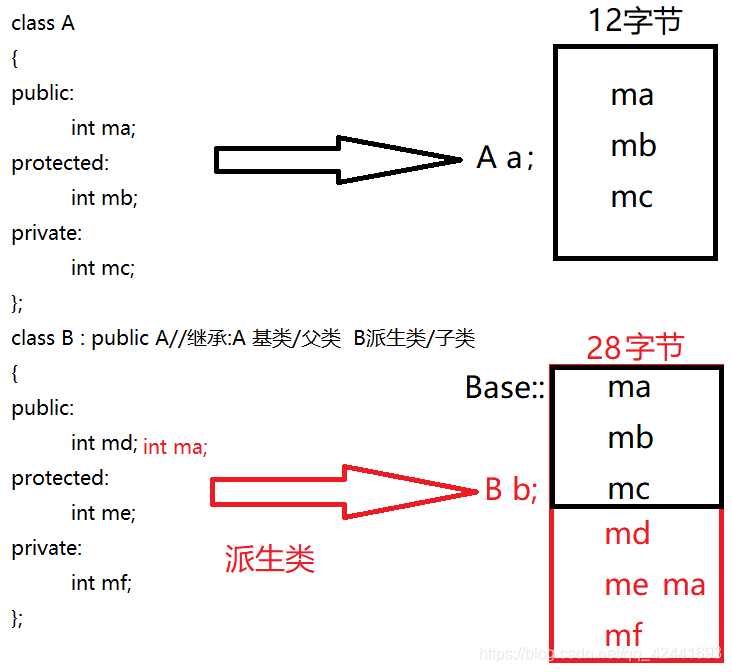 class A
{
public:
int ma;
protected:
int mb;
private:
int mc;
};
12字节
A a;
ma
mb
mc
class B : public A//继承:A 基类/父类 B派生类/子类
{
public:
int md; int ma;
protected:
int me;
private:
int mf;
};
派生类
28字节
Base::
B b;
ma
mb
mc
md
me ma
mf
https://blog.csdn.net/qq_42441693